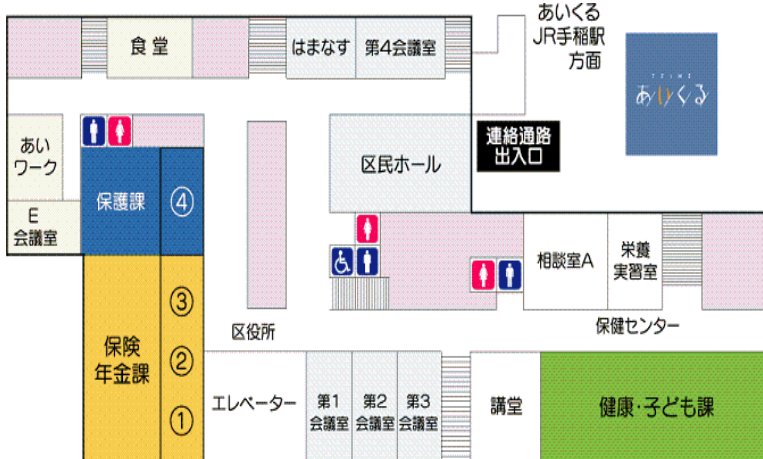 あいくる
JR手稲駅
方面
食堂
はまなす
第4会議室
TEINE
あいくる
あい
ワーク
連絡通路
出入口
区民ホール
保護課
④
E
会議室
相談室A
栄養
実習室
③
区役所
保健センター
保険
年金課
②
①
エレベーター
第1
会議室
第2
会議室
第3
会議室
講堂
健康・子ども課